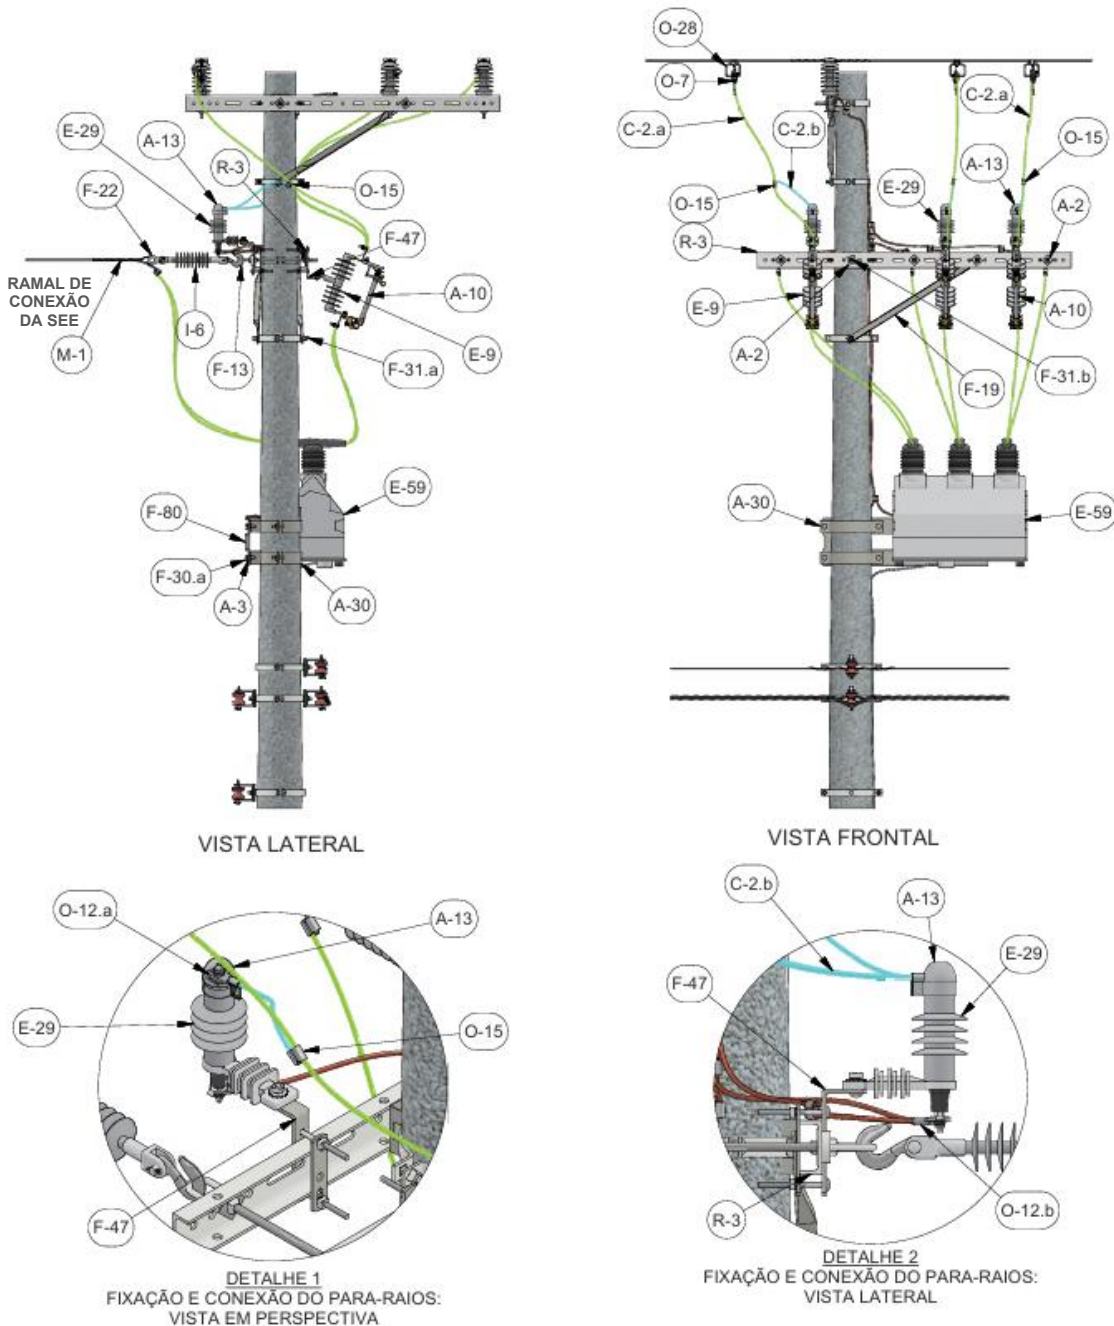 E-29
A-13
F-22
R-3
O-15
F-47
A-10
E-9
RAMAL DE
CONEXÃO
DA SEE
M-1
I-6
F-13
F-31.a
E-59
F-80
F-30.a
A-3
A-30
VISTA LATERAL
O-28
O-7
C-2.a
C-2.b
C-2.a
O-15
E-29
A-13
O-15
A-2
R-3
E-9
A-10
A-2
F-31.b
F-19
A-30
E-59
VISTA FRONTAL
O-12.a
A-13
E-29
O-15
F-47
DETALHE 1
FIXAÇÃO E CONEXÃO DO PARA-RAIOS:
VISTA EM PERSPECTIVA
C-2.b
A-13
E-29
F-47
R-3
O-12.b
DETALHE 2
FIXAÇÃO E CONEXÃO DO PARA-RAIOS:
VISTA LATERAL